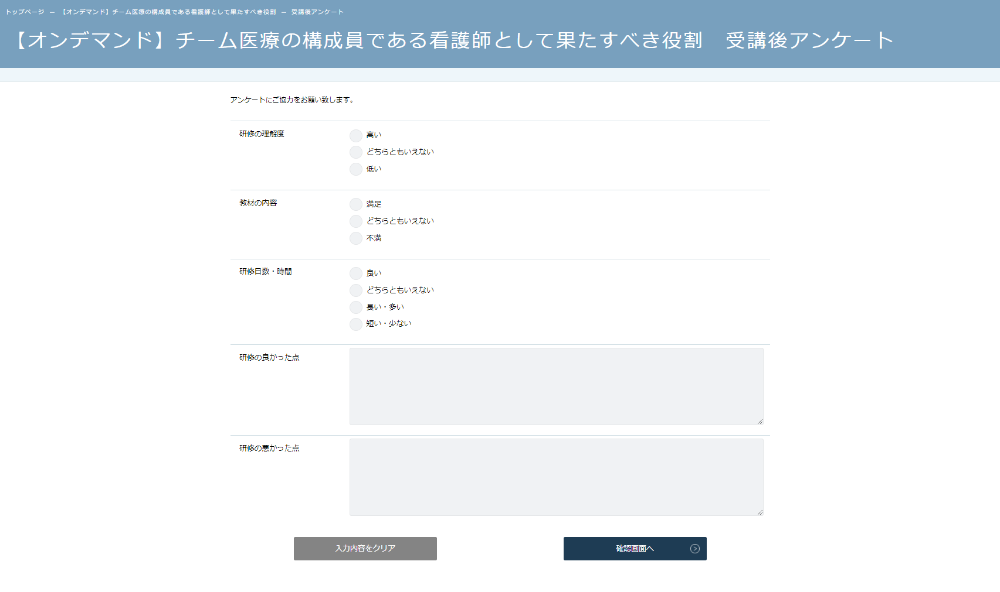 トップページ － 【オンデマンド】チーム医療の構成員である看護師として果たすべき役割 － 受講後アンケート
【オンデマンド】チーム医療の構成員である看護師として果たすべき役割　受講後アンケート
アンケートにご協力をお願い致します。
研修の理解度
高い
どちらともいえない
低い
教材の内容
満足
どちらともいえない
不満
研修日数・時間
良い
どちらともいえない
長い・多い
短い・少ない
研修の良かった点
研修の悪かった点
入力内容をクリア
確認画面へ